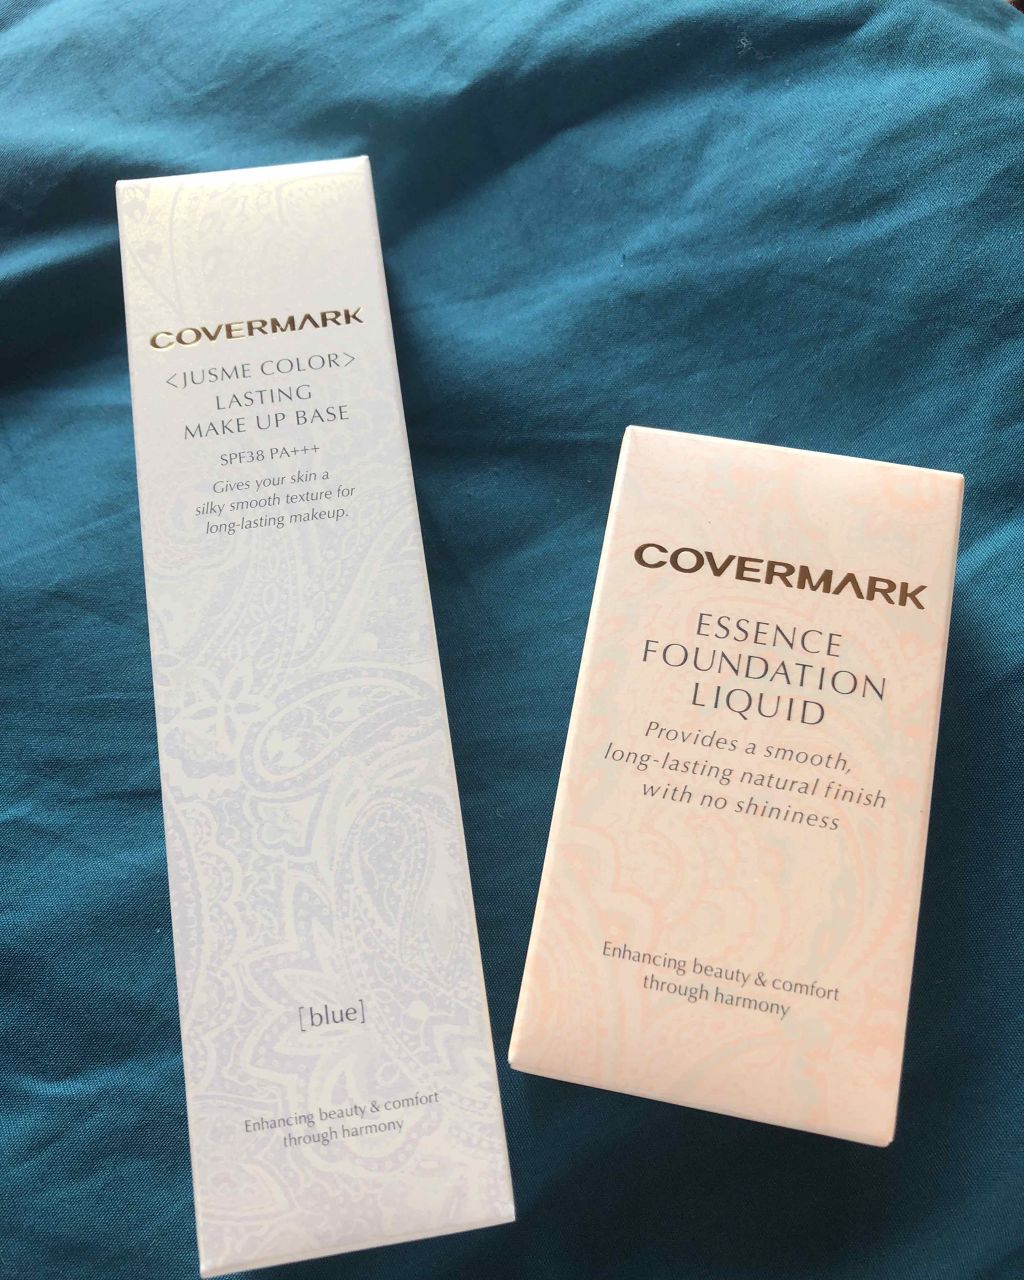 COVERMARK
<JUSME COLOR>
LASTING
MAKE UP BASE
SPF38 PA+++
Gives your skin a
silky smooth texture for
long-lasting makeup.
[blue]
Enhancing beauty & comfort
through harmony
COVERMARK
ESSENCE
FOUNDATION
LIQUID
Provides a smooth,
long-lasting natural finish
with no shininess
Enhancing beauty & comfort
through harmony